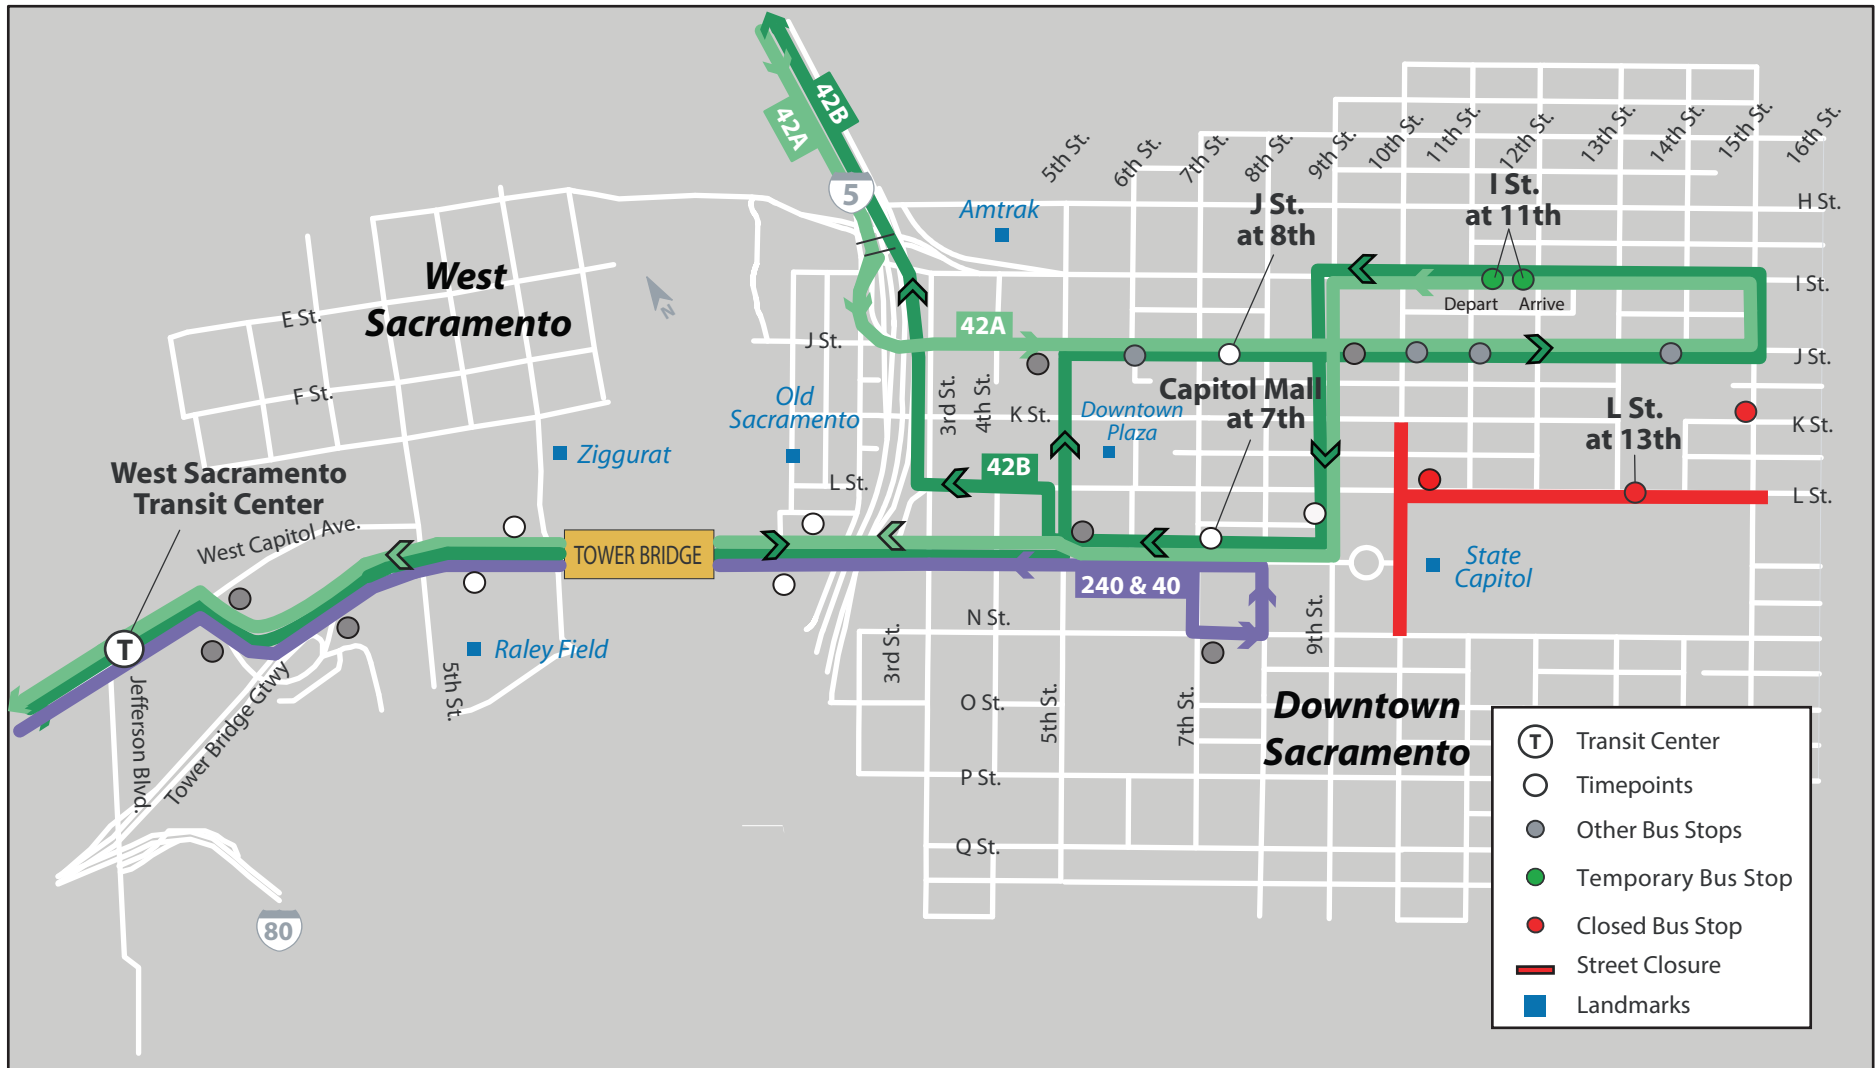 42B
42A
5
Amtrak
5th St.
6th St.
7th St.
8th St.
9th St.
10th St.
11th St.
12th St.
13th St.
14th St.
15th St.
16th St.
H St.
J St.
at 8th
I St.
at 11th
Depart
Arrive
I St.
West
Sacramento
N
E St.
F St.
J St.
42A
J St.
Old
Sacramento
3rd St.
4th St.
K St.
Downtown
Plaza
Capitol Mall
at 7th
L St.
at 13th
K St.
Ziggurat
West Sacramento
Transit Center
L St.
42B
L St.
West Capitol Ave.
TOWER BRIDGE
State
Capitol
240 & 40
T
Raley Field
N St.
3rd St.
9th St.
Jefferson Blvd.
Tower Bridge Gtwy
5th St.
O St.
5th St.
7th St.
Downtown
Sacramento
P St.
Q St.
80
T
Transit Center
Timepoints
Other Bus Stops
Temporary Bus Stop
Closed Bus Stop
Street Closure
Landmarks